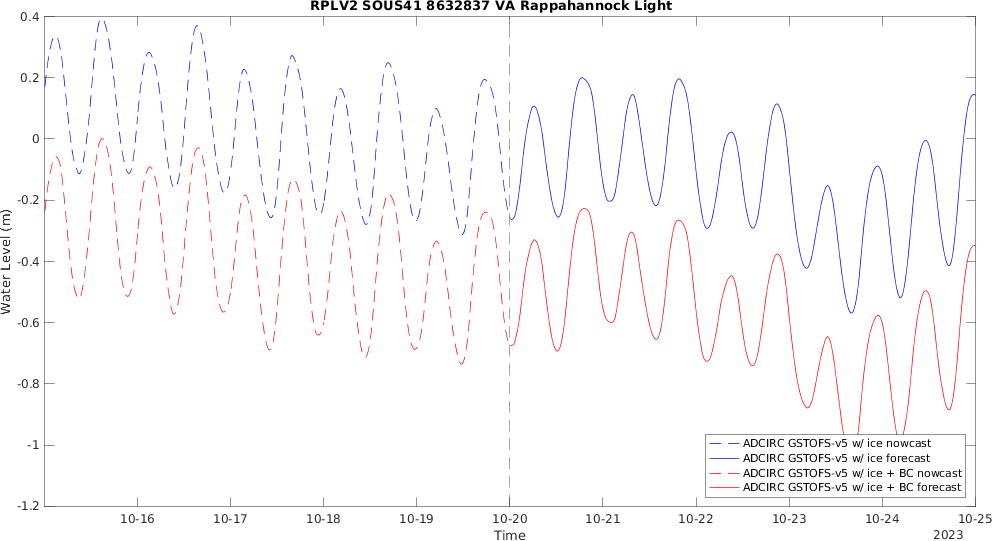 RPLV2 SOUS41 8632837 VA Rappahannock Light
0.4
0.2
0
-0.2
-0.4
-0.6
-0.8
-1
-1.2
Water Level (m)
ADCIRC GSTOFS-v5 w/ ice nowcast
ADCIRC GSTOFS-v5 w/ ice forecast
ADCIRC GSTOFS-v5 w/ ice + BC nowcast
ADCIRC GSTOFS-v5 w/ ice + BC forecast
10-16 10-17 10-18 10-19 10-20 10-21 10-22 10-23 10-24 10-25
Time
2023